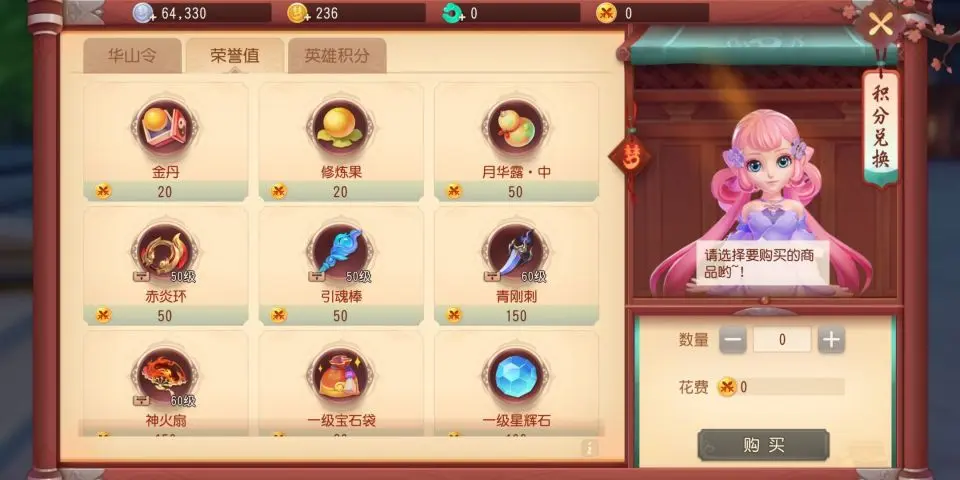 64,330
236
0
0
华山令
荣誉值
英雄积分
积分兑换
金丹
20
修炼果
20
月华露·中
50
50级
赤炎环
50
50级
引魂棒
50
60级
青刚刺
150
60级
神火扇
一级宝石袋
一级星辉石
请选择要购买的商
品哟~!
数量
0
花费
0
购买